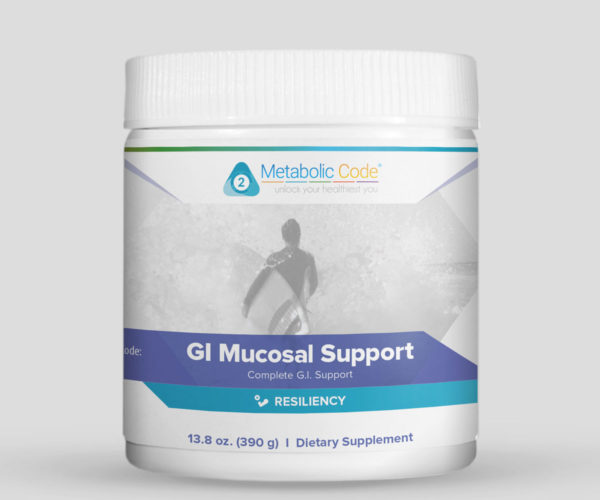 2
Metabolic Code®
unlock your healthiest you
ode:
GI Mucosal Support
Complete G.I. Support
RESILIENCY
13.8 oz. (390 g) I Dietary Supplement